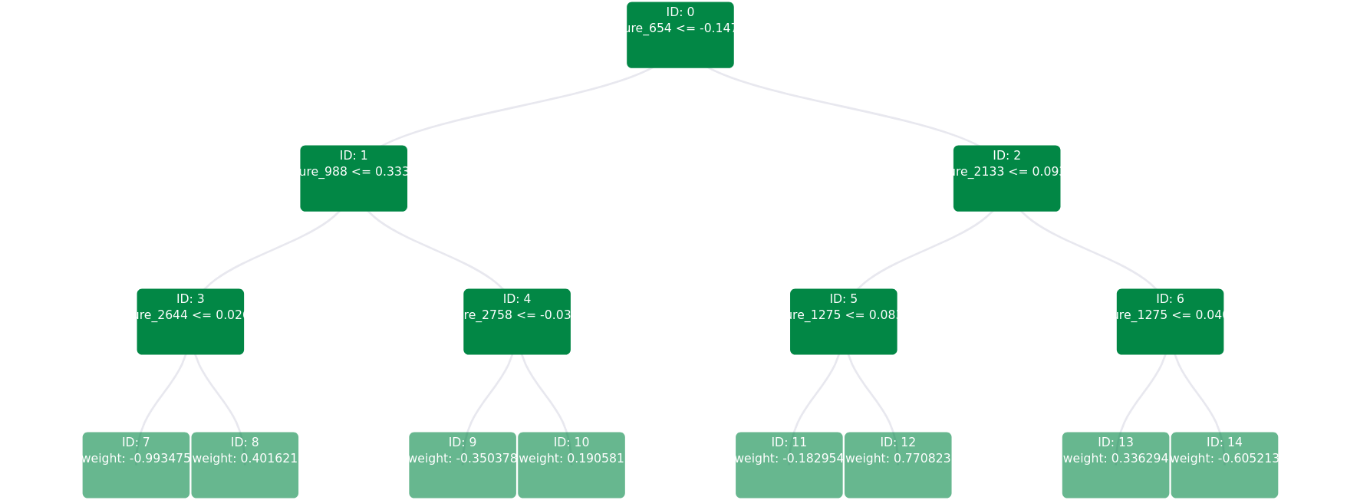 ID: 0
ure_654 <= -0.147
ID: 1
ure_988 <= 0.333
ID: 2
ure_2133 <= 0.093
ID: 3
ure_2644 <= 0.020
ID: 4
re_2758 <= -0.03
ID: 5
ure_1275 <= 0.083
ID: 6
ure_1275 <= 0.040
ID: 7
weight: -0.993475
ID: 8
weight: 0.401621
ID: 9
weight: -0.350378
ID: 10
weight: 0.190581
ID: 11
weight: -0.182954
ID: 12
weight: 0.770823
ID: 13
weight: 0.336294
ID: 14
weight: -0.605213